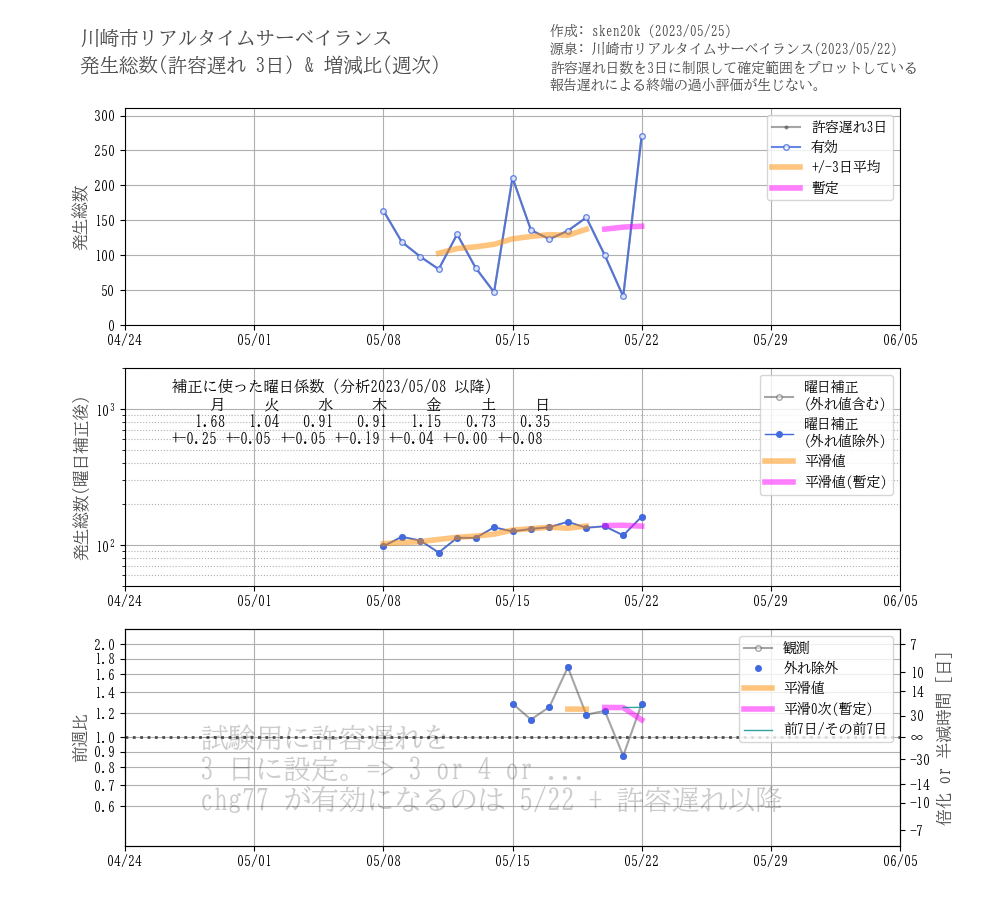 川崎市リアルタイムサーベイランス
発生総数(許容遅れ 3日) & 増減比(週次)
作成: sken20k (2023/05/25)
源泉: 川崎市リアルタイムサーベイランス(2023/05/22)
許容遅れ日数を3日に制限して確定範囲をプロットしている
報告遅れによる終端の過小評価が生じない。
発生総数
300
250
200
150
100
50
0
許容遅れ3日
有効
+/-3日平均
暫定
04/24 05/01 05/08 05/15 05/22 05/29 06/05
発生総数(曜日補正後)
10³
10²
補正に使った曜日係数 (分析2023/05/08 以降)
月 火 水 木 金 土 日
1.68 1.04 0.91 0.91 1.15 0.73 0.35
+-0.25 +-0.05 +-0.05 +-0.19 +-0.04 +-0.00 +-0.08
曜日補正
(外れ値含む)
曜日補正
(外れ値除外)
平滑値
平滑値(暫定)
04/24 05/01 05/08 05/15 05/22 05/29 06/05
前週比
2.0
1.8
1.6
1.4
1.2
1.0
0.9
0.8
0.7
0.6
観測
外れ除外
平滑値
平滑0次(暫定)
前7日/その前7日
試験用に許容遅れを
3 日に設定。=> 3 or 4 or ...
chg77 が有効になるのは 5/22 + 許容遅れ以降
7
10
14
30
∞
-30
-14
-10
-7
倍化 or 半減時間 [日]
04/24 05/01 05/08 05/15 05/22 05/29 06/05